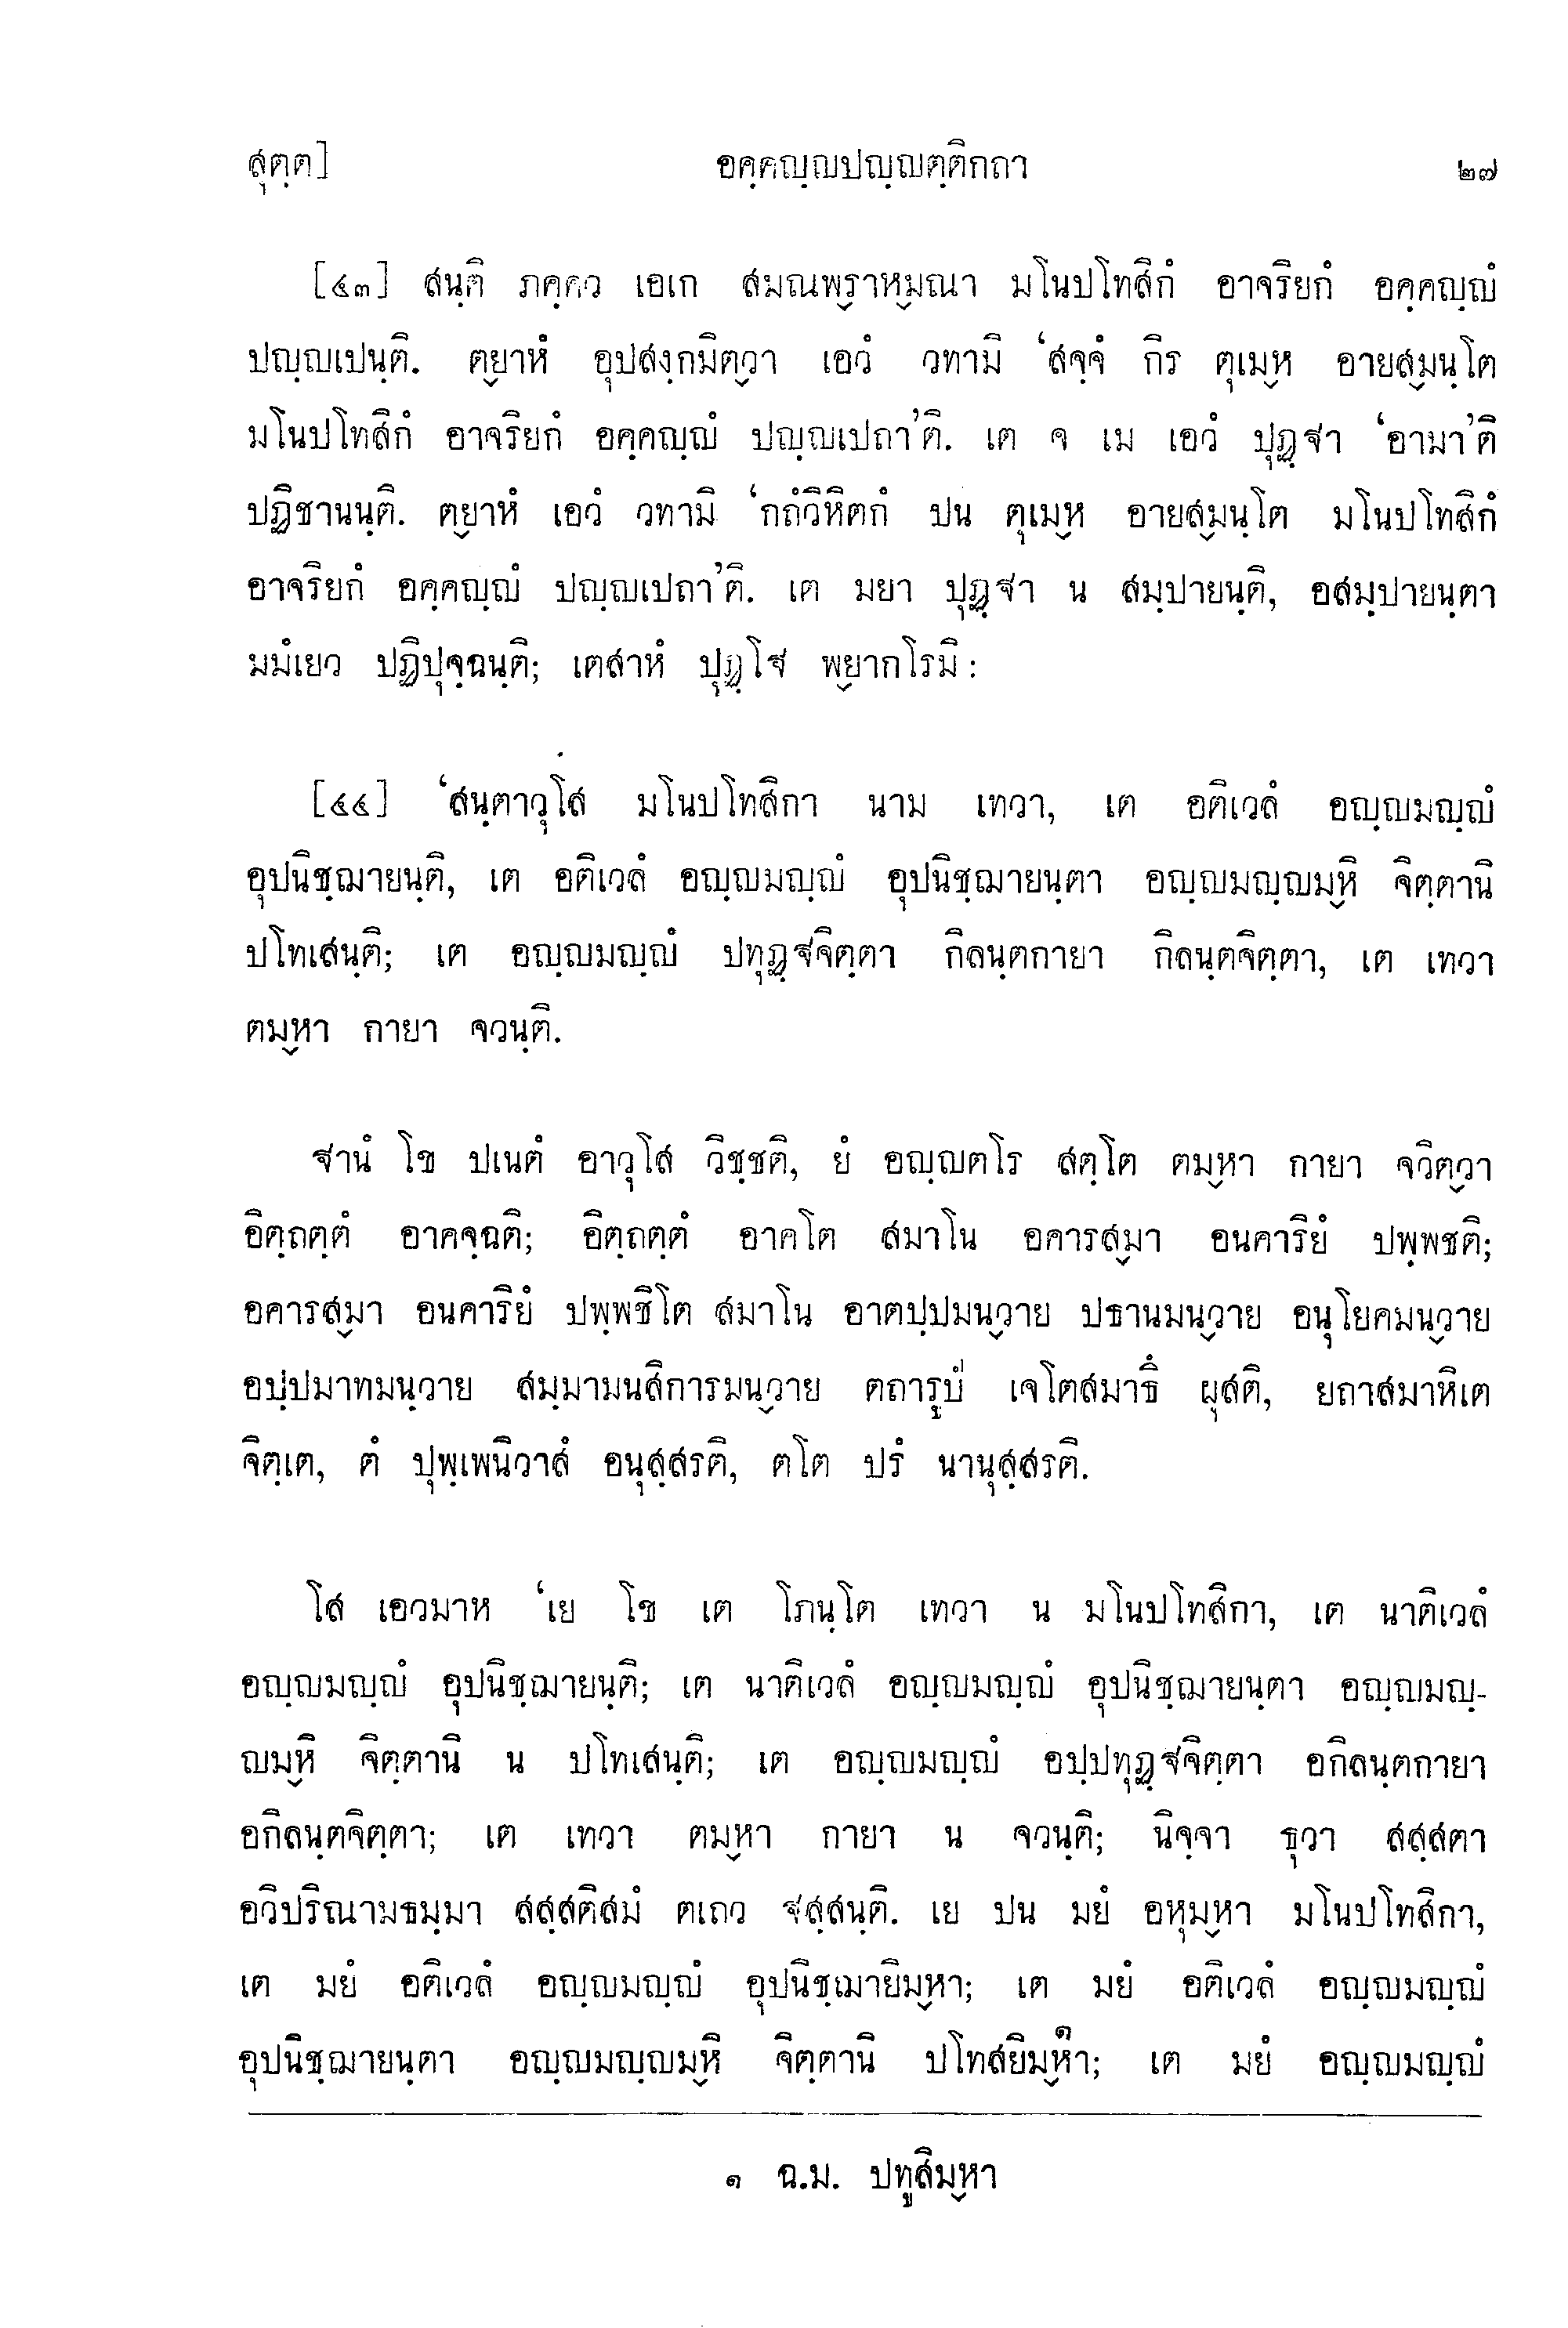 สุตฺต] อคฺคญฺญปญฺญตฺติกถา ๒๗
[๔๓] สนฺติ ภคฺคว เอเก สมณพฺราหฺมณา มโนปโทสิกํ อาจริยกํ อคฺคญฺญํ
ปญฺญเปนฺติ. ตฺยาหํ อุปสงฺกมิตฺวา เอวํ วทามิ ‘สจฺจํ กิร ตุเมฺห อายสฺมนฺโต
มโนปโทสิกํ อาจริยกํ อคฺคญฺญํ ปญฺญเปถา’ติ. เต จ เม เอวํ ปุฏฺฐา ‘อามา’ติ
ปฏิชานนฺติ. ตฺยาหํ เอวํ วทามิ ‘กถํวิหิตกํ ปน ตุเมฺห อายสฺมนฺโต มโนปโทสิกํ
อาจริยกํ อคฺคญฺญํ ปญฺญเปถา’ติ. เต มยา ปุฏฺฐา น สมฺปายนฺติ, อสมฺปายนฺตา
มมํเยว ปฏิปุจฺฉนฺติ; เตสาหํ ปุฏฺโฐ พฺยากโรมิ :
[๔๔] ‘สนฺตาวุโส มโนปโทสิกา นาม เทวา, เต อติเวลํ อญฺญมญฺญํ
อุปนิชฺฌายนฺติ, เต อติเวลํ อญฺญมญฺญํ อุปนิชฺฌายนฺตา อญฺญมญฺญมฺหิ จิตฺตานิ
ปโทเสนฺติ; เต อญฺญมญฺญํ ปทุฏฺฐจิตฺตา กิลนฺตกายา กิลนฺตจิตฺตา, เต เทวา
ตมฺหา กายา จวนฺติ.
ฐานํ โข ปเนตํ อาวุโส วิชฺชติ, ยํ อญฺญตโร สตฺโต ตมฺหา กายา จวิตฺวา
อิตฺถตฺตํ อาคจฺฉติ; อิตฺถตฺตํ อาคโต สมาโน อคารสฺมา อนคาริยํ ปพฺพชติ;
อคารสฺมา อนคาริยํ ปพฺพชิโต สมาโน อาตปฺปมนฺวาย ปธานมนฺวาย อนุโยคมนฺวาย
อปฺปมาทมนฺวาย สมฺมามนสิการมนฺวาย ตถารูปํ เจโตสมาธึ ผุสติ, ยถาสมาหิเต
จิตฺเต, ตํ ปุพฺเพนิวาสํ อนุสฺสรติ, ตโต ปรํ นานุสฺสรติ.
โส เอวมาห ‘เย โข เต โภนฺโต เทวา น มโนปโทสิกา, เต นาติเวลํ
อญฺญมญฺญํ อุปนิชฺฌายนฺติ; เต นาติเวลํ อญฺญมญฺญํ อุปนิชฺฌายนฺตา อญฺญมญฺ-
ญมฺหิ จิตฺตานิ น ปโทเสนฺติ; เต อญฺญมญฺญํ อปฺปทุฏฺฐจิตฺตา อกิลนฺตกายา
อกิลนฺตจิตฺตา; เต เทวา ตมฺหา กายา น จวนฺติ; นิจฺจา ธุวา สสฺสตา
อวิปริณามธมฺมา สสฺสติสมํ ตเถว ฐสฺสนฺติ. เย ปน มยํ อหุมฺหา มโนปโทสิกา,
เต มยํ อติเวลํ อญฺญมญฺญํ อุปนิชฺฌายิมฺหา; เต มยํ อติเวลํ อญฺญมญฺญํ
อุปนิชฺฌายนฺตา อญฺญมญฺญมฺหิ จิตฺตานิ ปโทสยิมฺหา๑; เต มยํ อญฺญมญฺญํ
๑ ฉ.ม. ปทูสิมฺหา